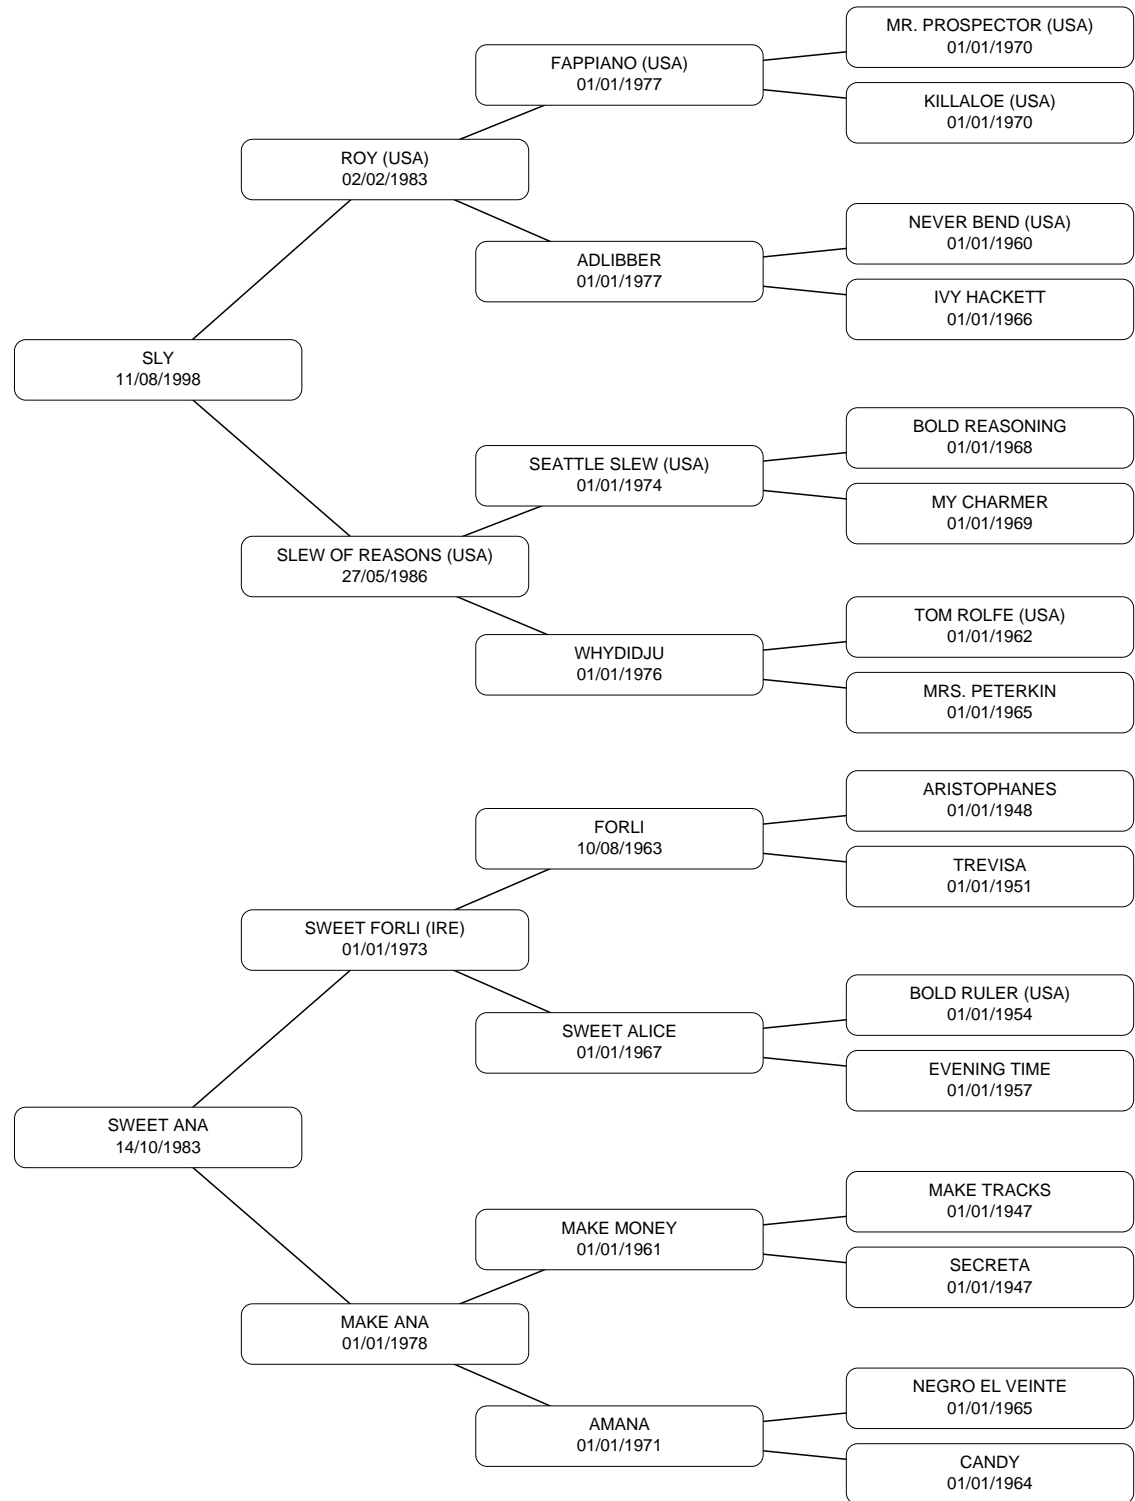 MR. PROSPECTOR (USA)
01/01/1970
FAPPIANO (USA)
01/01/1977
KILLALOE (USA)
01/01/1970
ROY (USA)
02/02/1983
NEVER BEND (USA)
01/01/1960
ADLIBBER
01/01/1977
IVY HACKETT
01/01/1966
SLY
11/08/1998
BOLD REASONING
01/01/1968
SEATTLE SLEW (USA)
01/01/1974
MY CHARMER
01/01/1969
SLEW OF REASONS (USA)
27/05/1986
TOM ROLFE (USA)
01/01/1962
WHYDIDJU
01/01/1976
MRS. PETERKIN
01/01/1965
ARISTOPHANES
01/01/1948
FORLI
10/08/1963
TREVISA
01/01/1951
SWEET FORLI (IRE)
01/01/1973
BOLD RULER (USA)
01/01/1954
SWEET ALICE
01/01/1967
EVENING TIME
01/01/1957
SWEET ANA
14/10/1983
MAKE TRACKS
01/01/1947
MAKE MONEY
01/01/1961
SECRETA
01/01/1947
MAKE ANA
01/01/1978
NEGRO EL VEINTE
01/01/1965
AMANA
01/01/1971
CANDY
01/01/1964